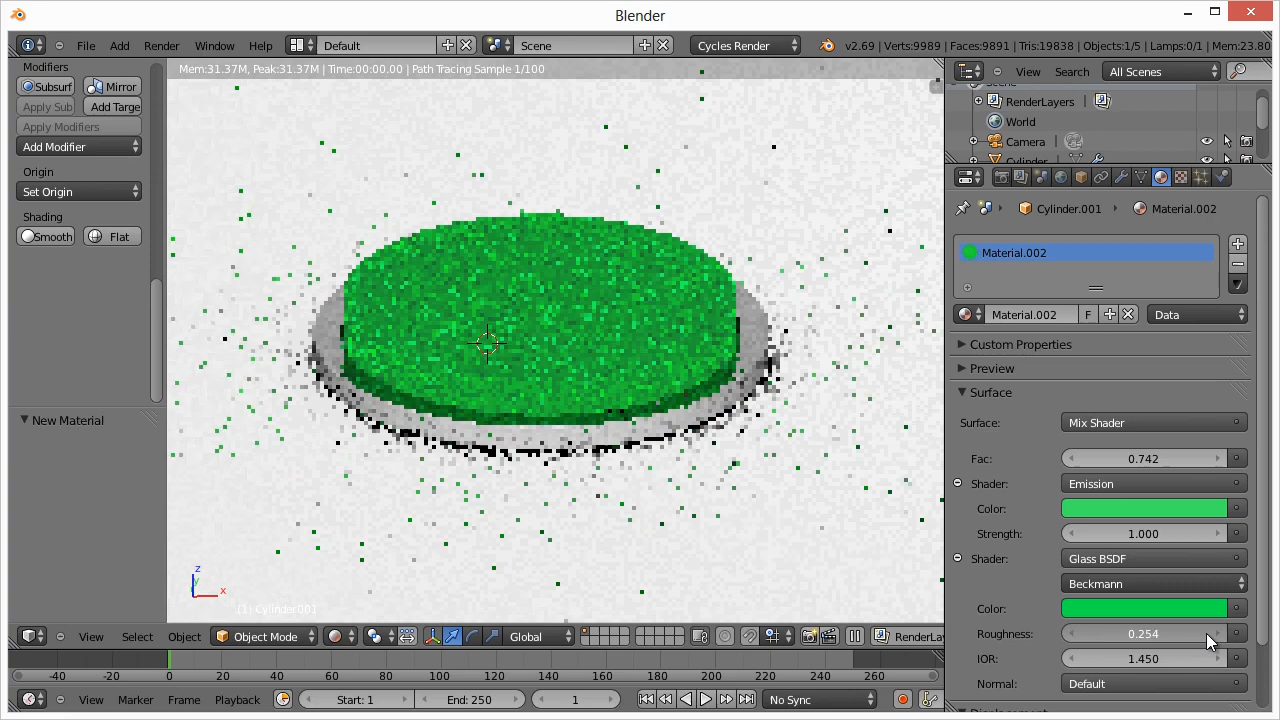 Blender
File Add Render Window Help Default Scene Cycles Render v2.69 | Verts:9989 | Faces:9891 | Tris:19838 | Objects:1/5 | Lamps:0/1 | Mem:23.80
Modifiers
Subsurf Mirror
Apply Sub Add Targe
Apply Modifiers
Add Modifier
Origin
Set Origin
Shading
Smooth Flat
New Material
Mem:31.37M, Peak:31.37M | Time:00:00.00 | Path Tracing Sample 1/100
z
y
x
(1) Cylinder.001
View Select Object Object Mode Global RenderLay
-40 -20 0 20 40 60 80 100 120 140 160 180 200 220 240 260
View Marker Frame Playback Start: 1 End: 250 1 No Sync
View Search All Scenes
Scene
RenderLayers |
World
Camera |
Cylinder |
Cylinder.001 Material.002
Material.002
Material.002 F Data
Custom Properties
Preview
Surface
Surface: Mix Shader
Fac: 0.742
Shader: Emission
Color:
Strength: 1.000
Shader: Glass BSDF
Beckmann
Color:
Roughness: 0.254
IOR: 1.450
Normal: Default
Displacement